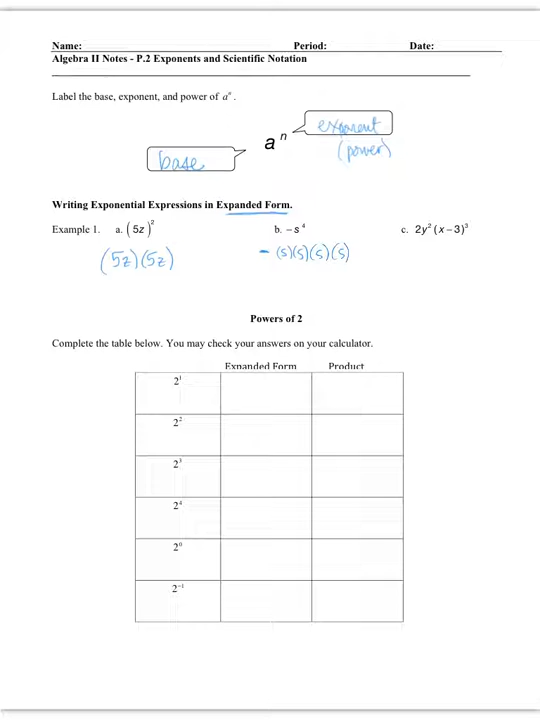 Name: Period: Date:
Algebra II Notes - P.2 Exponents and Scientific Notation
Label the base, exponent, and power of aⁿ.
base
a ⁿ
exponent
(power)
Writing Exponential Expressions in Expanded Form.
Example 1. a. (5z)² b. −s⁴ c. 2y²(x−3)³
(5z)(5z) −(s)(s)(s)(s)
Powers of 2
Complete the table below. You may check your answers on your calculator.
Expanded Form Product
2¹
2²
2³
2⁴
2⁰
2⁻¹